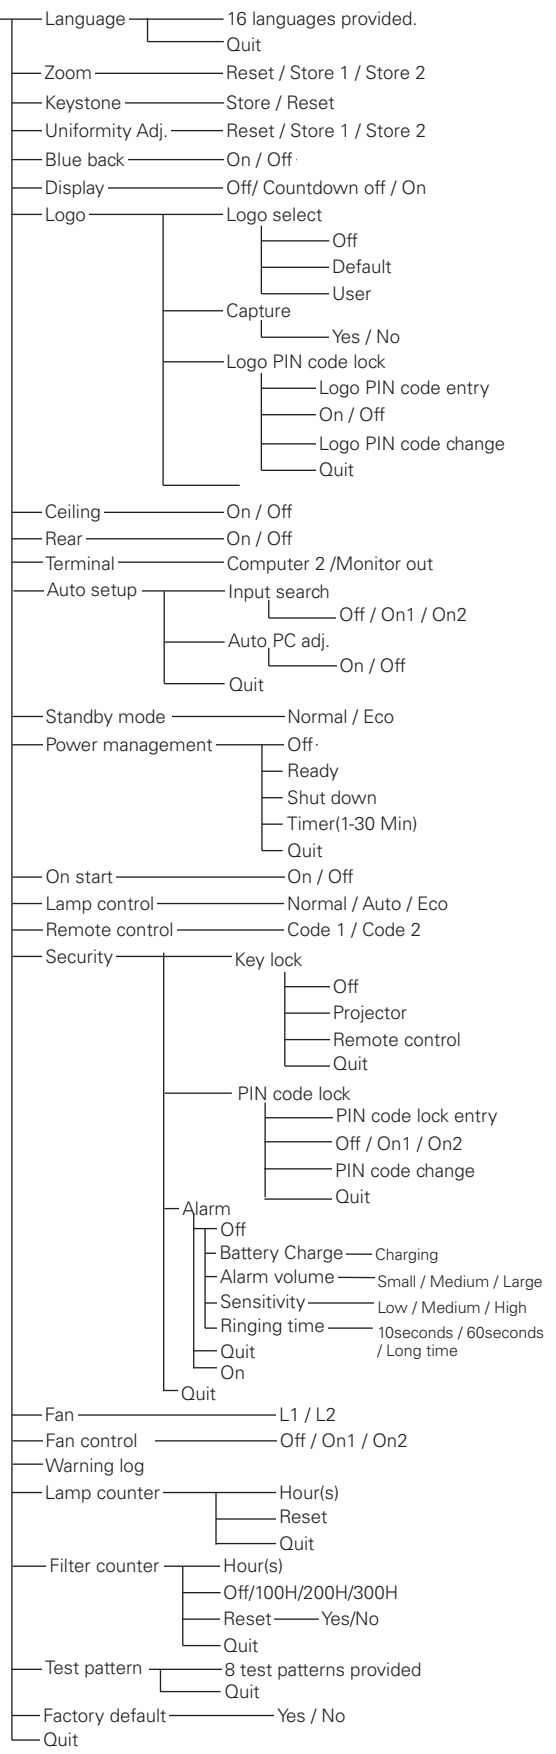 Language 16 languages provided.
Quit
Zoom Reset / Store 1 / Store 2
Keystone Store / Reset
Uniformity Adj. Reset / Store 1 / Store 2
Blue back On / Off
Display Off/ Countdown off / On
Logo Logo select
Off
Default
User
Capture
Yes / No
Logo PIN code lock
Logo PIN code entry
On / Off
Logo PIN code change
Quit
Ceiling On / Off
Rear On / Off
Terminal Computer 2 /Monitor out
Auto setup Input search
Off / On1 / On2
Auto PC adj.
On / Off
Quit
Standby mode Normal / Eco
Power management Off
Ready
Shut down
Timer(1-30 Min)
Quit
On start On / Off
Lamp control Normal / Auto / Eco
Remote control Code 1 / Code 2
Security Key lock
Off
Projector
Remote control
Quit
PIN code lock
PIN code lock entry
Off / On1 / On2
PIN code change
Quit
Alarm
Off
Battery Charge Charging
Alarm volume Small / Medium / Large
Sensitivity Low / Medium / High
Ringing time 10seconds / 60seconds
/ Long time
Quit
On
Quit
Fan L1 / L2
Fan control Off / On1 / On2
Warning log
Lamp counter Hour(s)
Reset
Quit
Filter counter Hour(s)
Off/100H/200H/300H
Reset Yes/No
Quit
Test pattern 8 test patterns provided
Quit
Factory default Yes / No
Quit